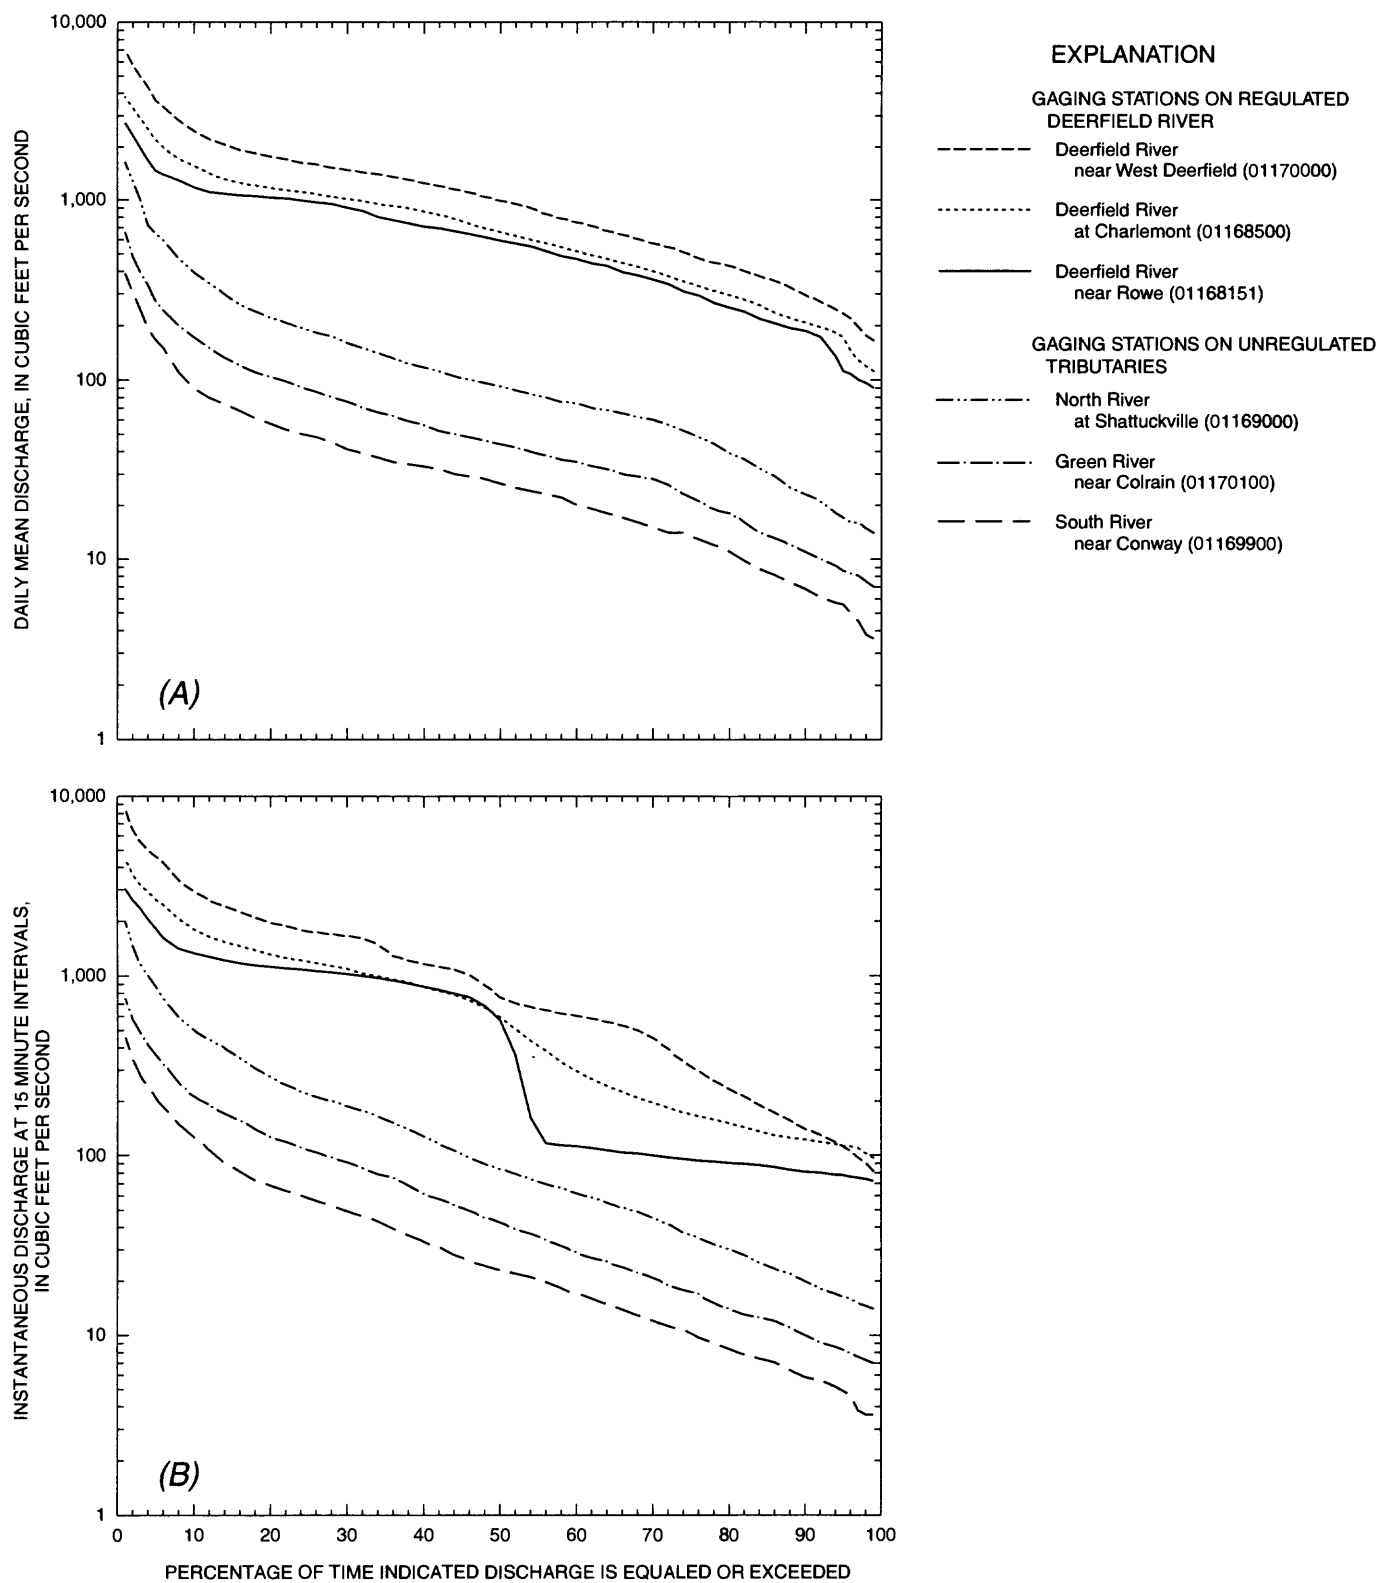 10,000
1,000
100
10
1
DAILY MEAN DISCHARGE, IN CUBIC FEET PER SECOND
(A)
EXPLANATION
GAGING STATIONS ON REGULATED
DEERFIELD RIVER
Deerfield River
near West Deerfield (01170000)
Deerfield River
at Charlemont (01168500)
Deerfield River
near Rowe (01168151)
GAGING STATIONS ON UNREGULATED
TRIBUTARIES
North River
at Shattuckville (01169000)
Green River
near Colrain (01170100)
South River
near Conway (01169900)
10,000
1,000
100
10
1
INSTANTANEOUS DISCHARGE AT 15 MINUTE INTERVALS,
IN CUBIC FEET PER SECOND
(B)
0 10 20 30 40 50 60 70 80 90 100
PERCENTAGE OF TIME INDICATED DISCHARGE IS EQUALED OR EXCEEDED